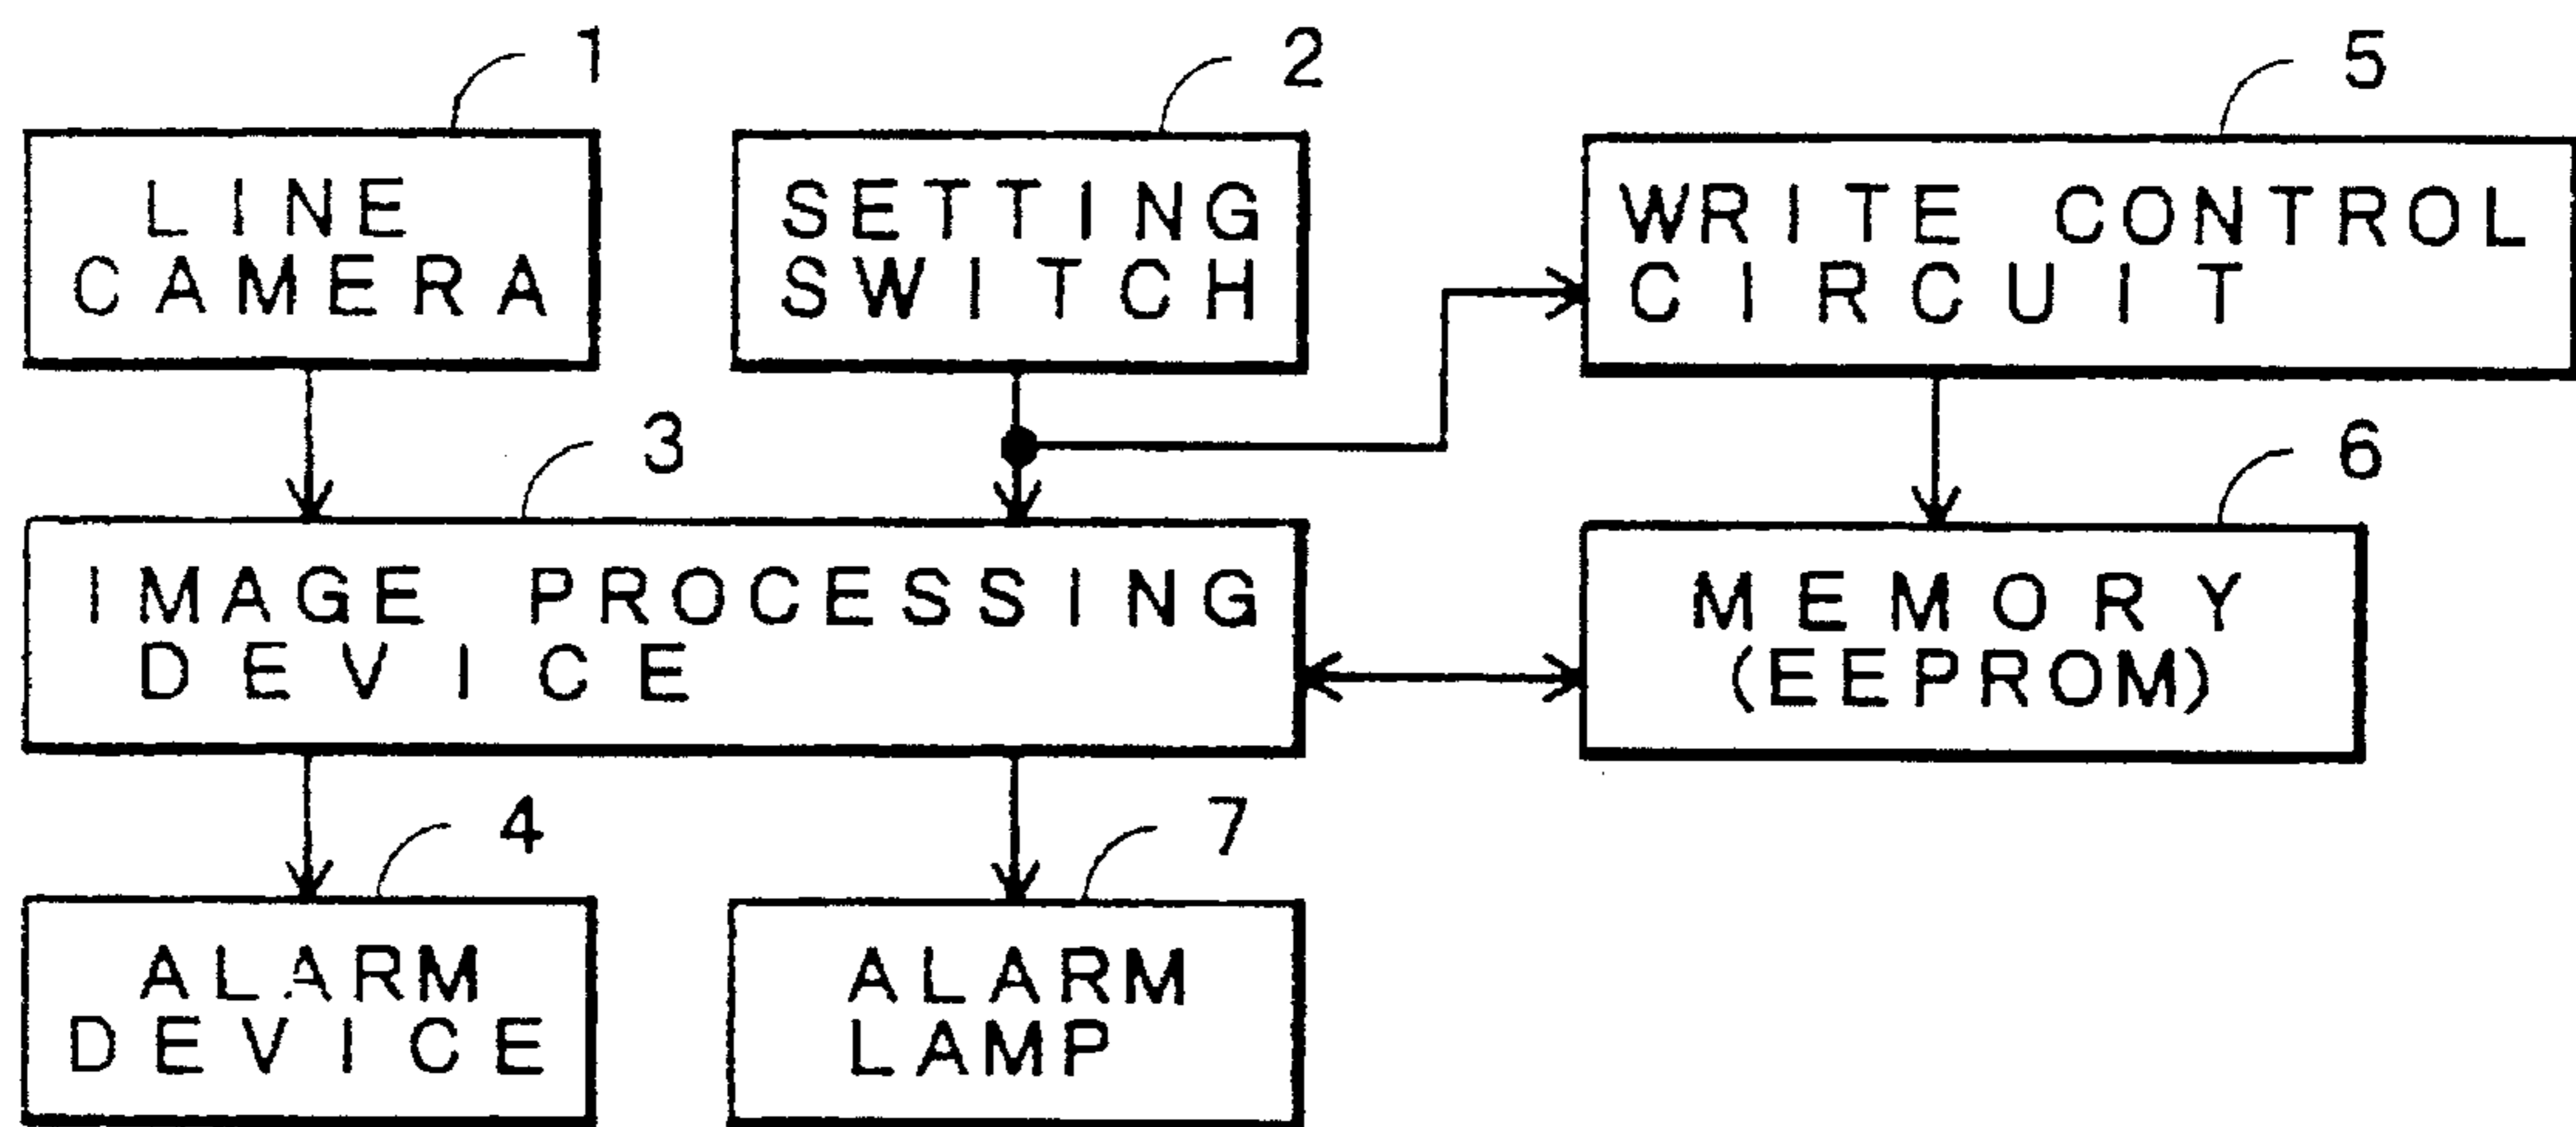 1
LINE
CAMERA
2
SETTING
SWITCH
5
WRITE CONTROL
CIRCUIT
3
IMAGE PROCESSING
DEVICE
6
MEMORY
(EEPROM)
4
ALARM
DEVICE
7
ALARM
LAMP